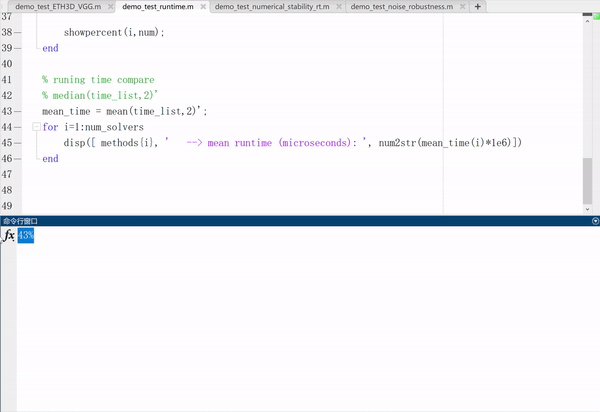 demo_test_ETH3D_VGG.m × demo_test_runtime.m × demo_test_numerical_stability_rt.m × demo_test_noise_robustness.m × +
37
38 — showpercent(i,num);
39 — end
40
41 % runing time compare
42 % median(time_list,2)'
43 — mean_time = mean(time_list,2)';
44 — for i=1:num_solvers
45 — disp([ methods{i}, '   --> mean runtime (microseconds): ', num2str(mean_time(i)*1e6)])
46 — end
47
48
49
命令行窗口
fx 43%